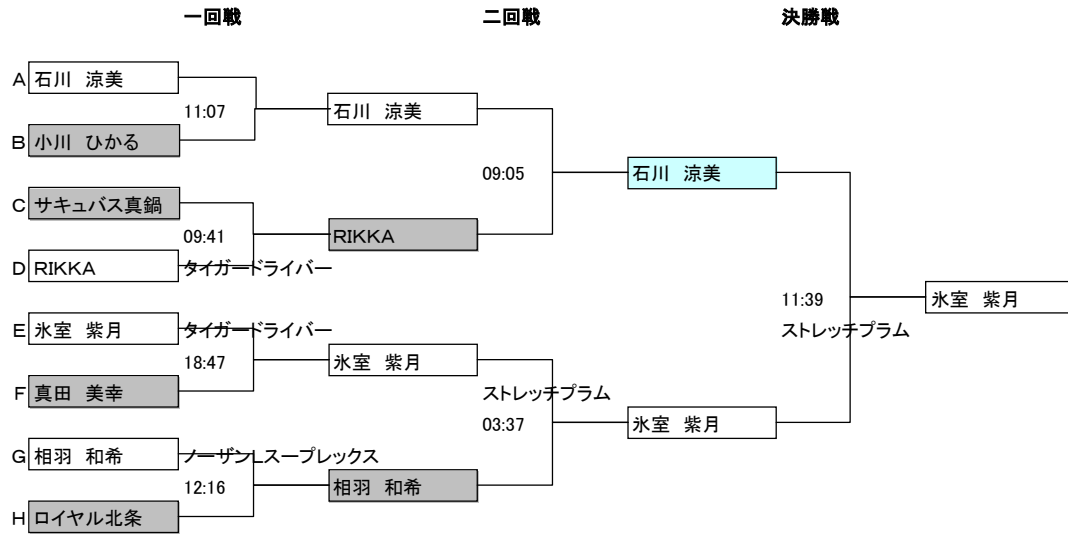 一回戦 二回戦 決勝戦
A 石川 涼美
11:07
石川 涼美
B 小川 ひかる
09:05
石川 涼美
C サキュバス真鍋
09:41
RIKKA
D RIKKA タイガードライバー
11:39
氷室 紫月
E 氷室 紫月 タイガードライバー
ストレッチプラム
18:47
氷室 紫月
F 真田 美幸
ストレッチプラム
03:37
氷室 紫月
G 相羽 和希 ノーザンLスープレックス
12:16
相羽 和希
H ロイヤル北条